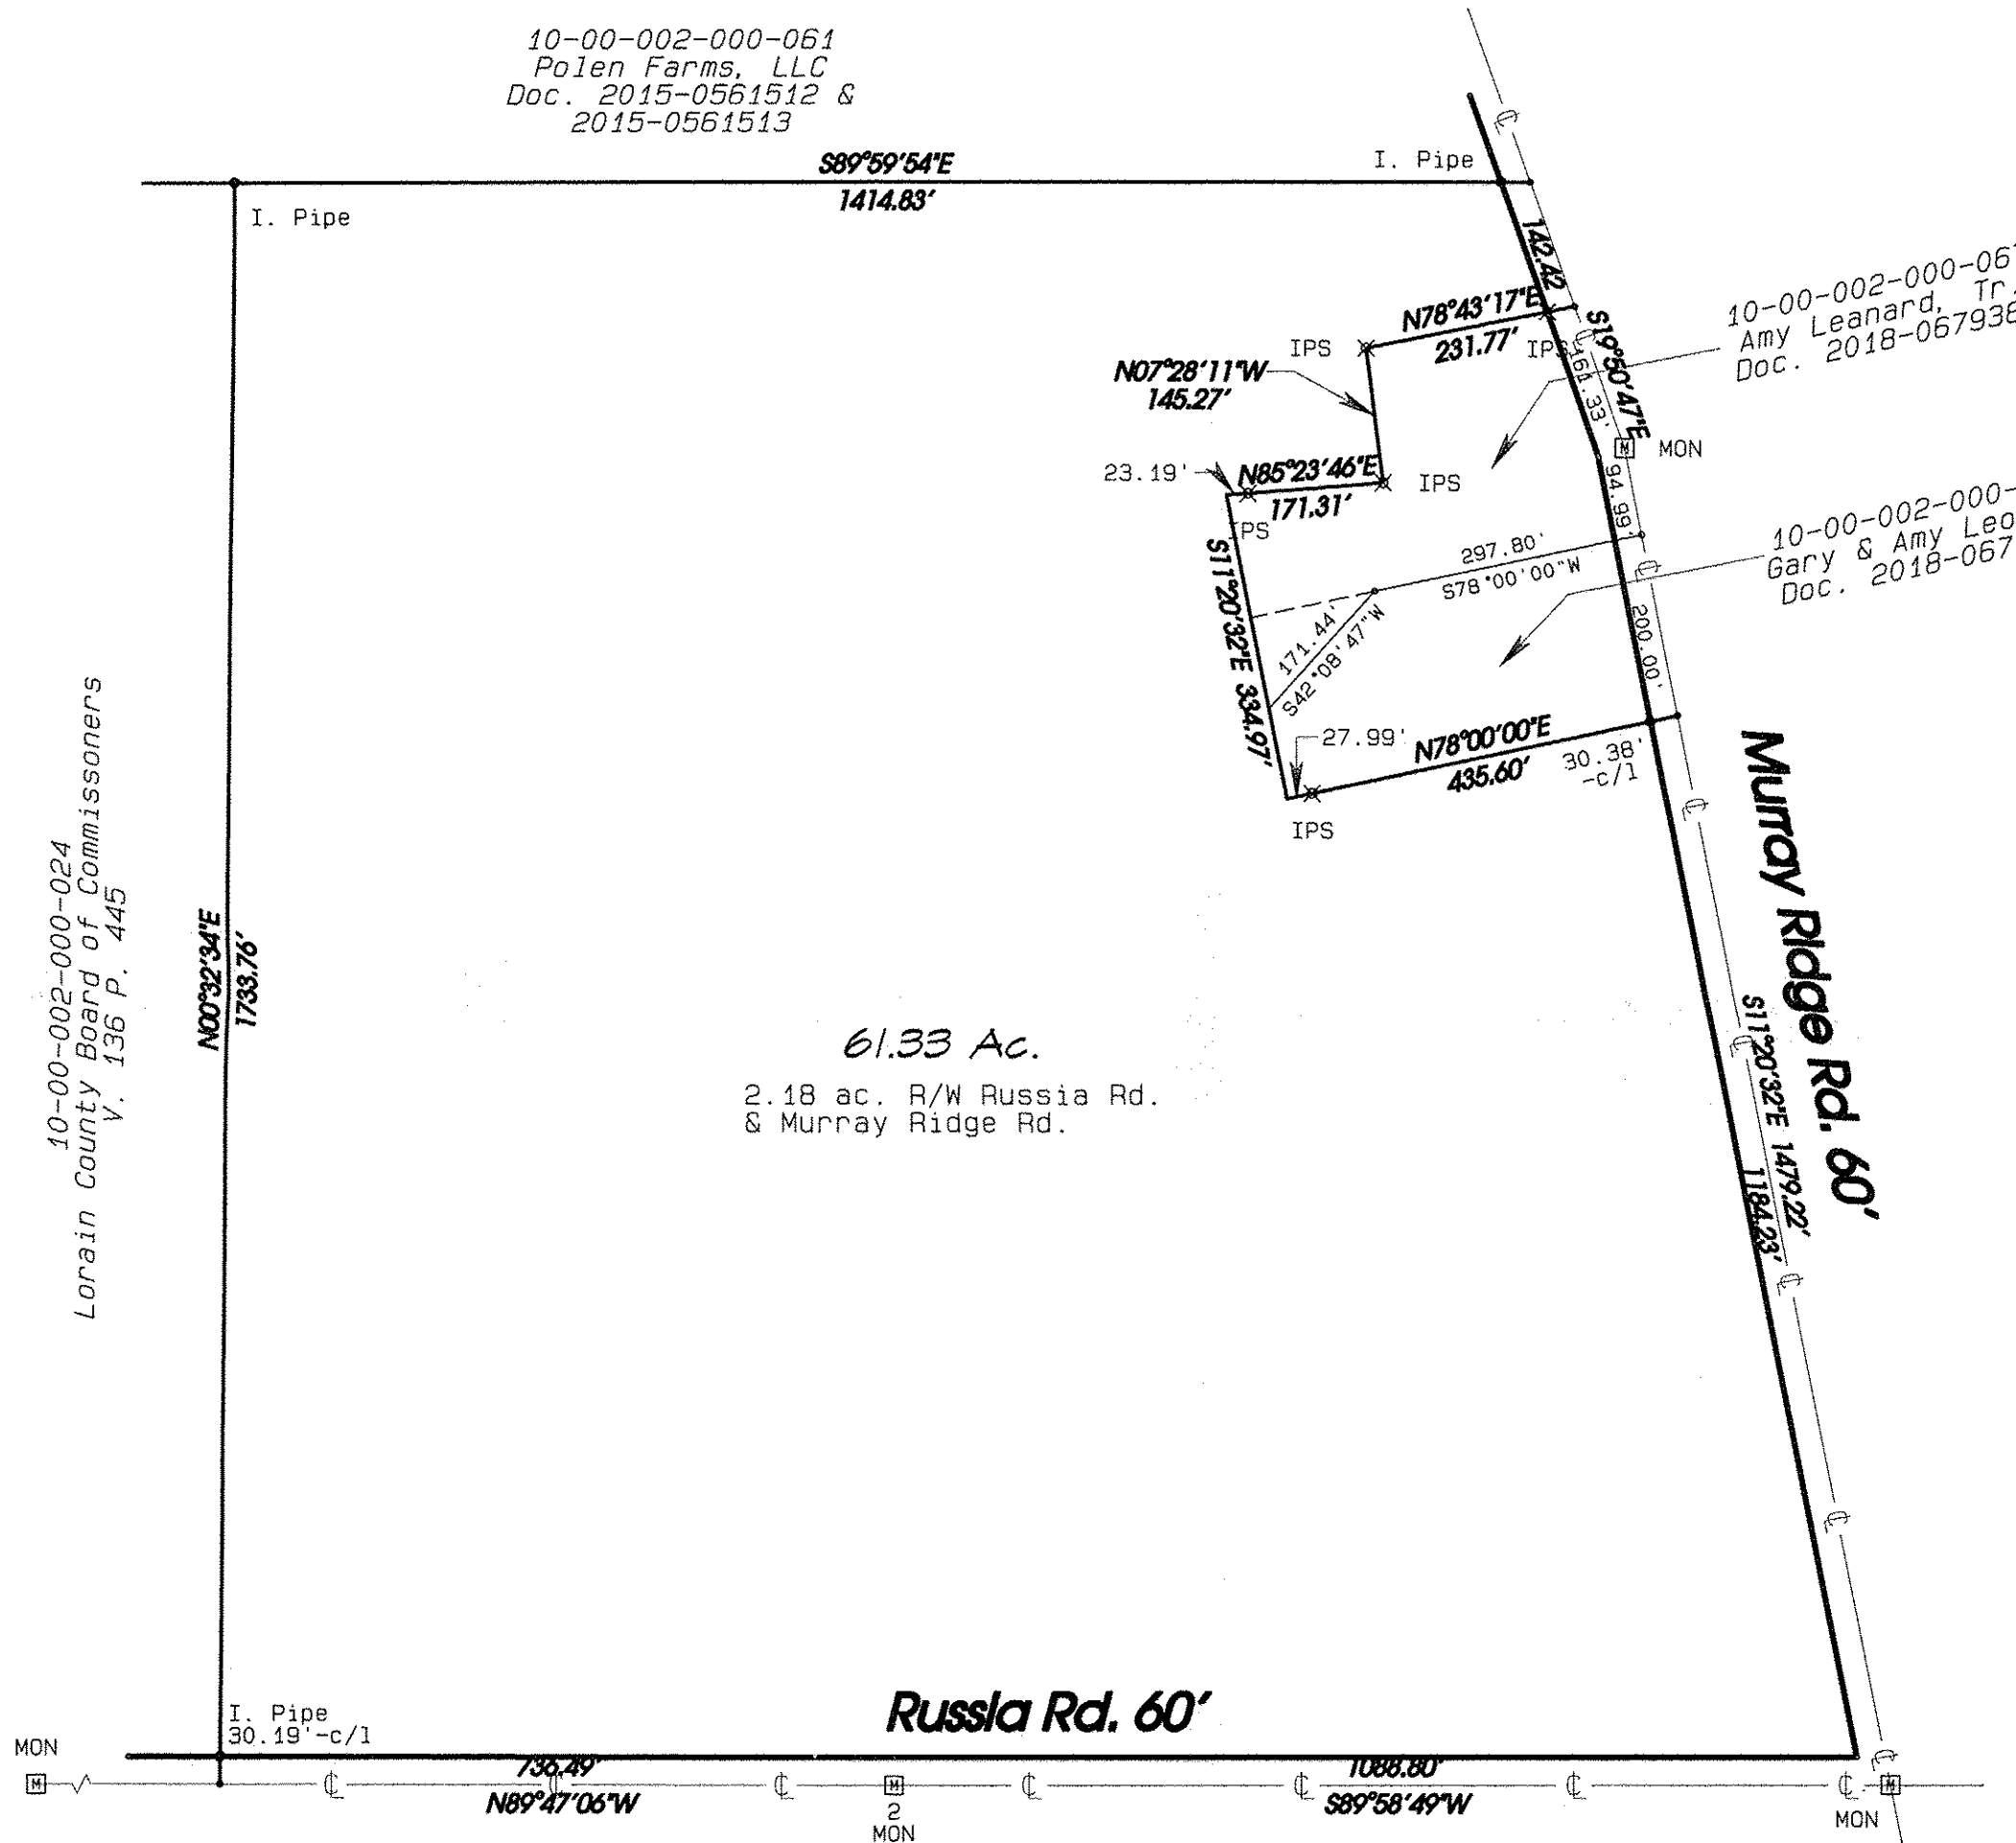 10-00-002-000-061
Polen Farms, LLC
Doc. 2015-0561512 &
2015-0561513
S89°59'54"E
1414.83'
I. Pipe
I. Pipe
142.42
N78°43'17"E
231.77'
IPS
IPS
S19°50'47"E
161.33'
10-00-002-000-
Amy Leanard, Tr.
Doc.
N07°28'11"W
145.27'
MON
M
23.19'
N85°23'46"E
171.31'
IPS
IPS
94.99'
10-00-002-000-
Gary & Amy
Doc.
297.80'
S78°00'00"W
S11°20'32"E 334.97'
171.44'
S42°08'47"W
200.00'
27.99'
N78°00'00"E
435.60'
30.38'
-c/l
IPS
Murray Ridge Rd. 60'
S11°20'32"E 1479.22'
1184.23'
10-00-002-000-024
Lorain County Board of Commissoners
V. 136 P. 445
N00°32'34"E
1733.76'
61.33 Ac.
2.18 ac. R/W Russia Rd.
& Murray Ridge Rd.
I. Pipe
30.19'-c/l
Russia Rd. 60'
MON
M
736.49'
N89°47'06"W
M
2
MON
1088.80'
S89°58'49"W
M
MON